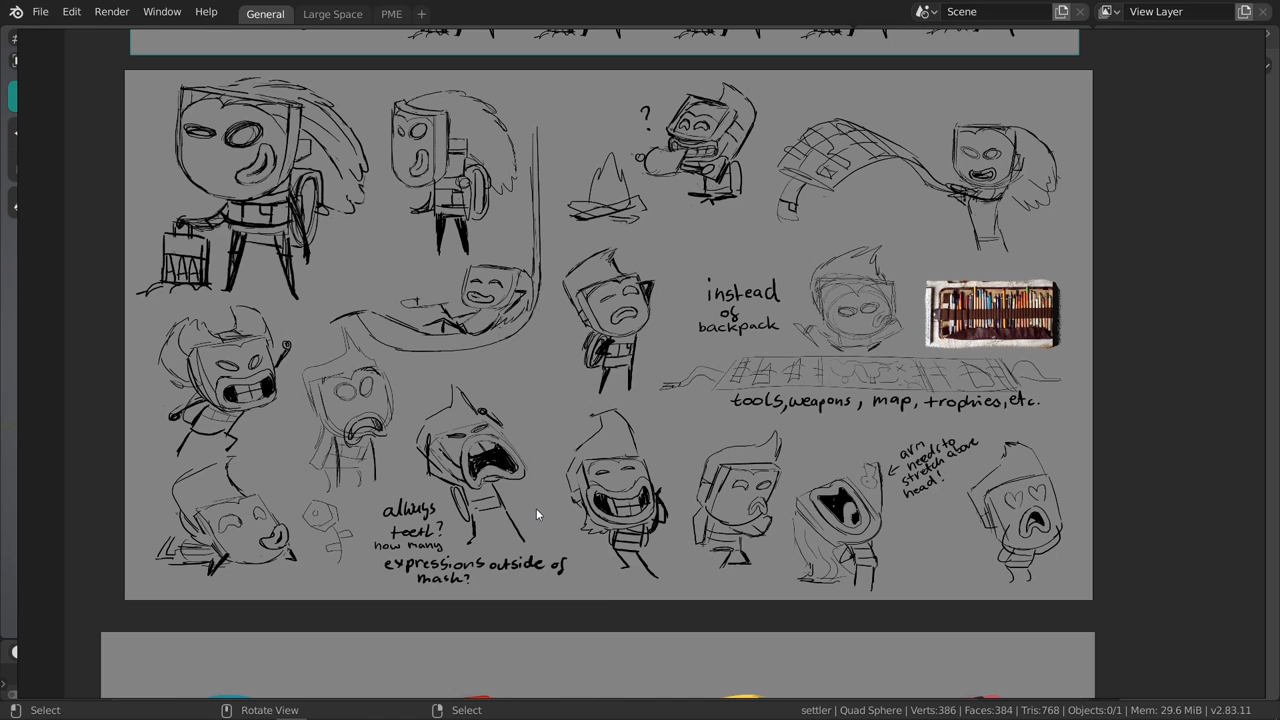 File Edit Render Window Help
General Large Space PME +
Scene
View Layer
?
instead
of
backpack
tools, weapons, map, trophies, etc.
arm
needs to
stretch above
head!
always
teeth?
how many
expressions outside of
mask?
Select
Rotate View
Select
settler | Quad Sphere | Verts:386 | Faces:384 | Tris:768 | Objects:0/1 | Mem: 29.6 MiB | v2.83.11